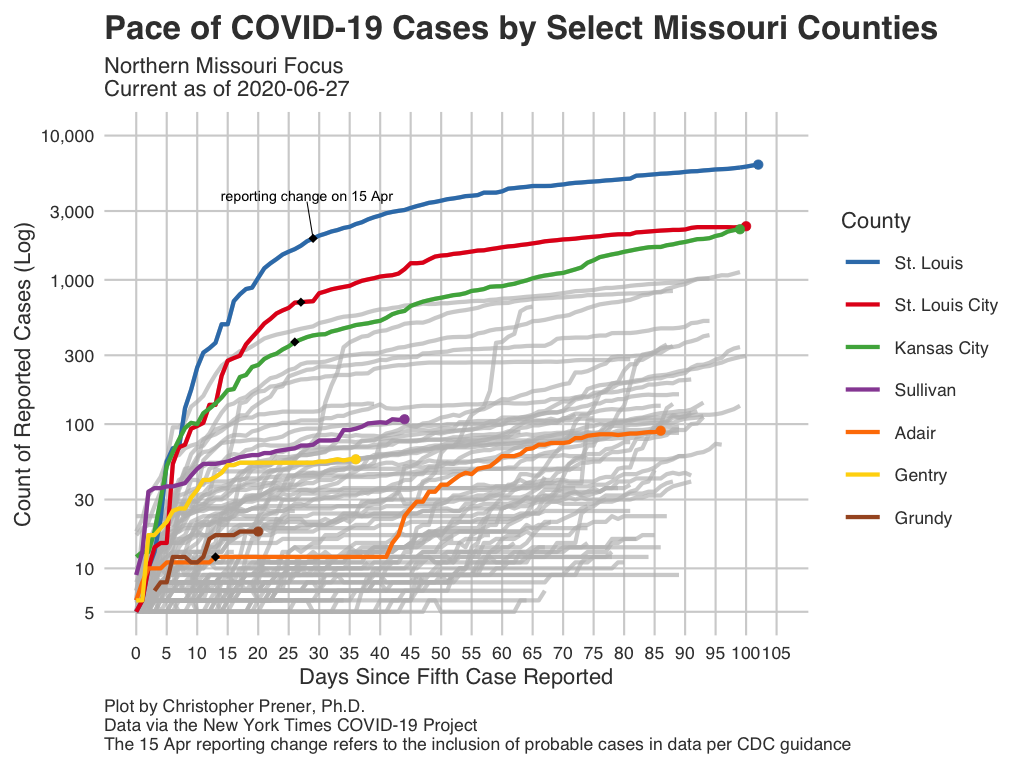 Pace of COVID-19 Cases by Select Missouri Counties
Northern Missouri Focus
Current as of 2020-06-27
Count of Reported Cases (Log)
10,000
3,000
1,000
300
100
30
10
5
reporting change on 15 Apr
0 5 10 15 20 25 30 35 40 45 50 55 60 65 70 75 80 85 90 95 100 105
Days Since Fifth Case Reported
County
St. Louis
St. Louis City
Kansas City
Sullivan
Adair
Gentry
Grundy
Plot by Christopher Prener, Ph.D.
Data via the New York Times COVID-19 Project
The 15 Apr reporting change refers to the inclusion of probable cases in data per CDC guidance